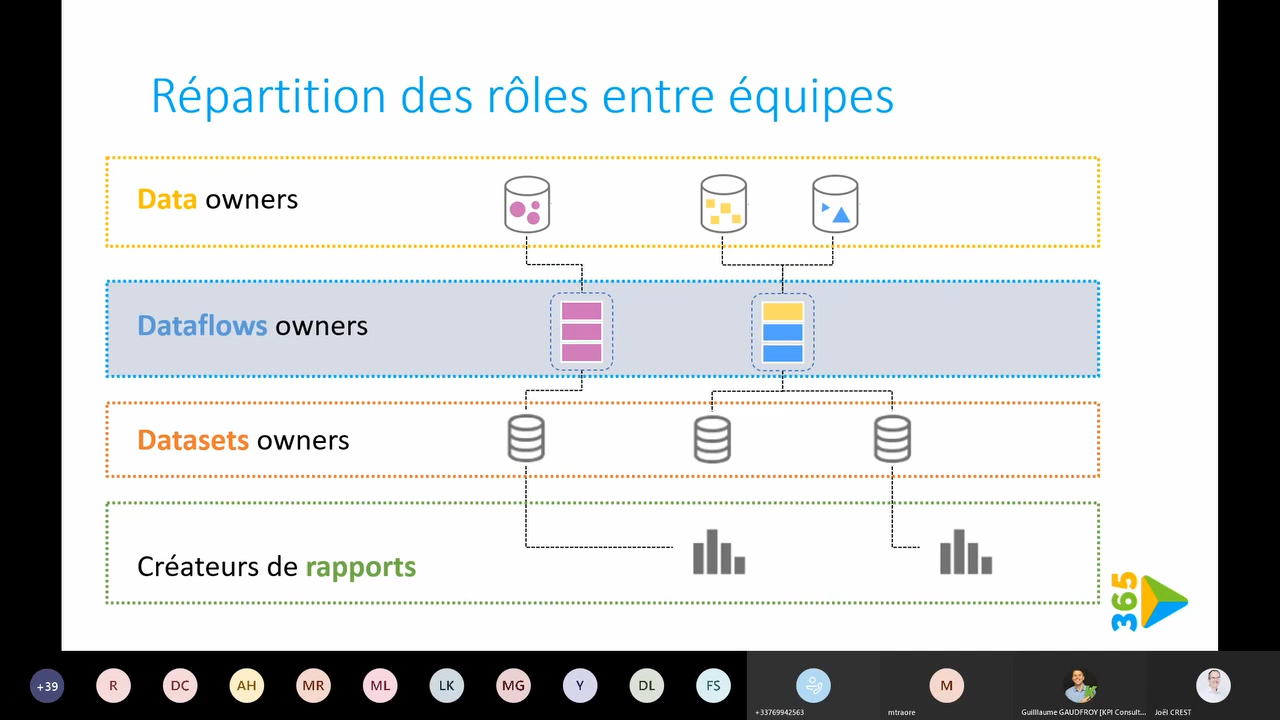 Répartition des rôles entre équipes
Data owners
Dataflows owners
Datasets owners
Créateurs de rapports
365
+39
R
DC
AH
MR
ML
LK
MG
Y
DL
FS
+33769942563
M
mtraore
Guilllaume GAUDFROY [KPI Consult...
Joël CREST